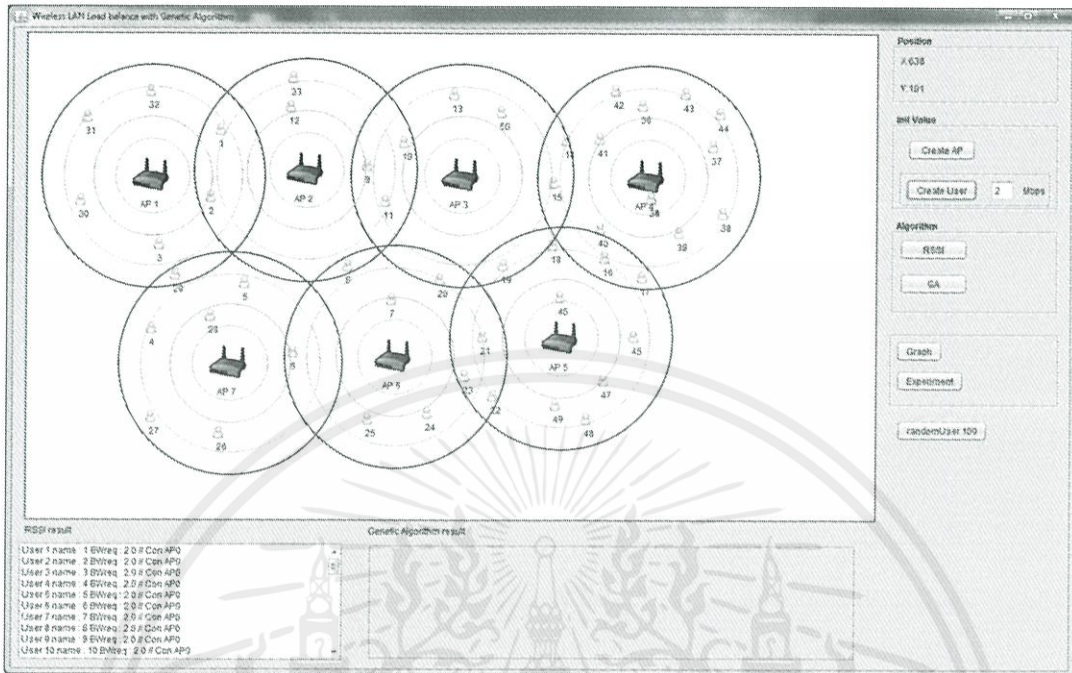 Wireless LAN Load balance with Genetic Algorithm
Position
X:638
Y:191
Init Value
Create AP
Create User 2 Mbps
Algorithm
RSSI
GA
Graph
Experiment
randomUser 100
33
32
12
31
1
13
50
42
36
43
44
10
41
37
9
AP 1
AP 2
AP 3
AP 4
30
2
11
15
38
38
3
39
18
16
17
29
5
8
20
19
28
7
4
6
21
45
AP 7
AP 6
AP 5
23
22
47
27
26
25
24
49
48
RSSI result
User 1 name : 1 BWreq : 2.0 # Con AP0
User 2 name : 2 BWreq : 2.0 # Con AP0
User 3 name : 3 BWreq : 2.0 # Con AP0
User 4 name : 4 BWreq : 2.0 # Con AP0
User 5 name : 5 BWreq : 2.0 # Con AP0
User 6 name : 6 BWreq : 2.0 # Con AP0
User 7 name : 7 BWreq : 2.0 # Con AP0
User 8 name : 8 BWreq : 2.0 # Con AP0
User 9 name : 9 BWreq : 2.0 # Con AP0
User 10 name : 10 BWreq : 2.0 # Con AP0
Genetic Algorithm result